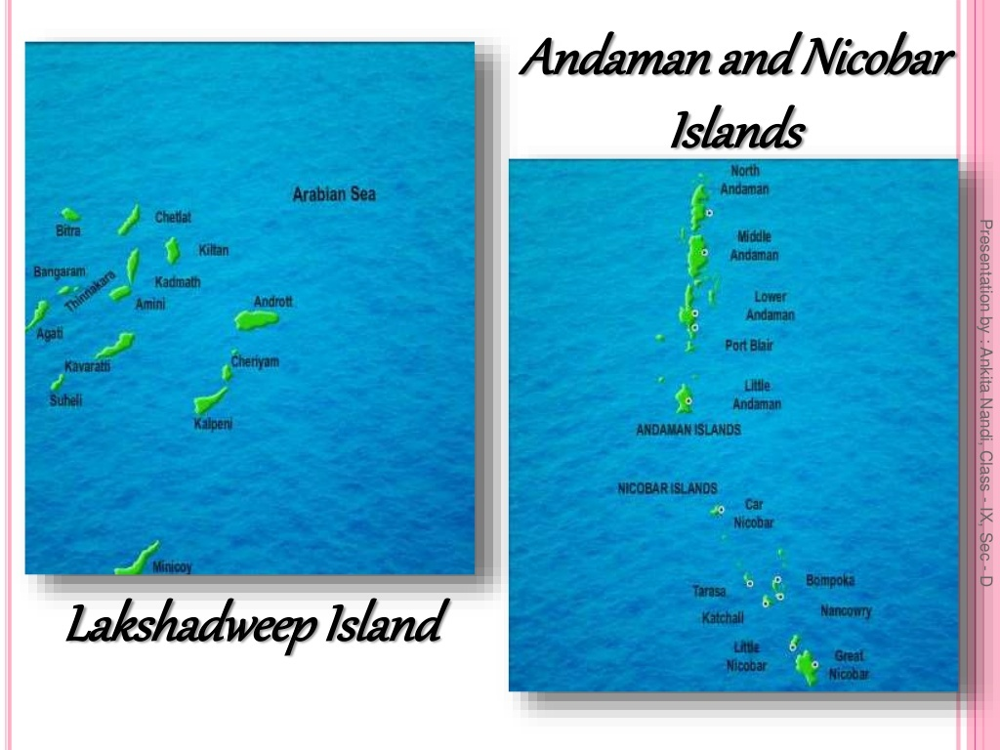 Andaman and Nicobar
Islands
Arabian Sea
Bitra
Chetlat
Kiltan
Bangaram
Thinnakara
Kadmath
Amini
Andrott
Agati
Kavaratti
Cheriyam
Suheli
Kalpeni
Minicoy
Lakshadweep Island
North
Andaman
Middle
Andaman
Lower
Andaman
Port Blair
Little
Andaman
ANDAMAN ISLANDS
NICOBAR ISLANDS
Car
Nicobar
Bompoka
Tarasa
Nancowry
Katchall
Little
Nicobar
Great
Nicobar
Presentation by : Ankita Nandi, Class - IX, Sec - D